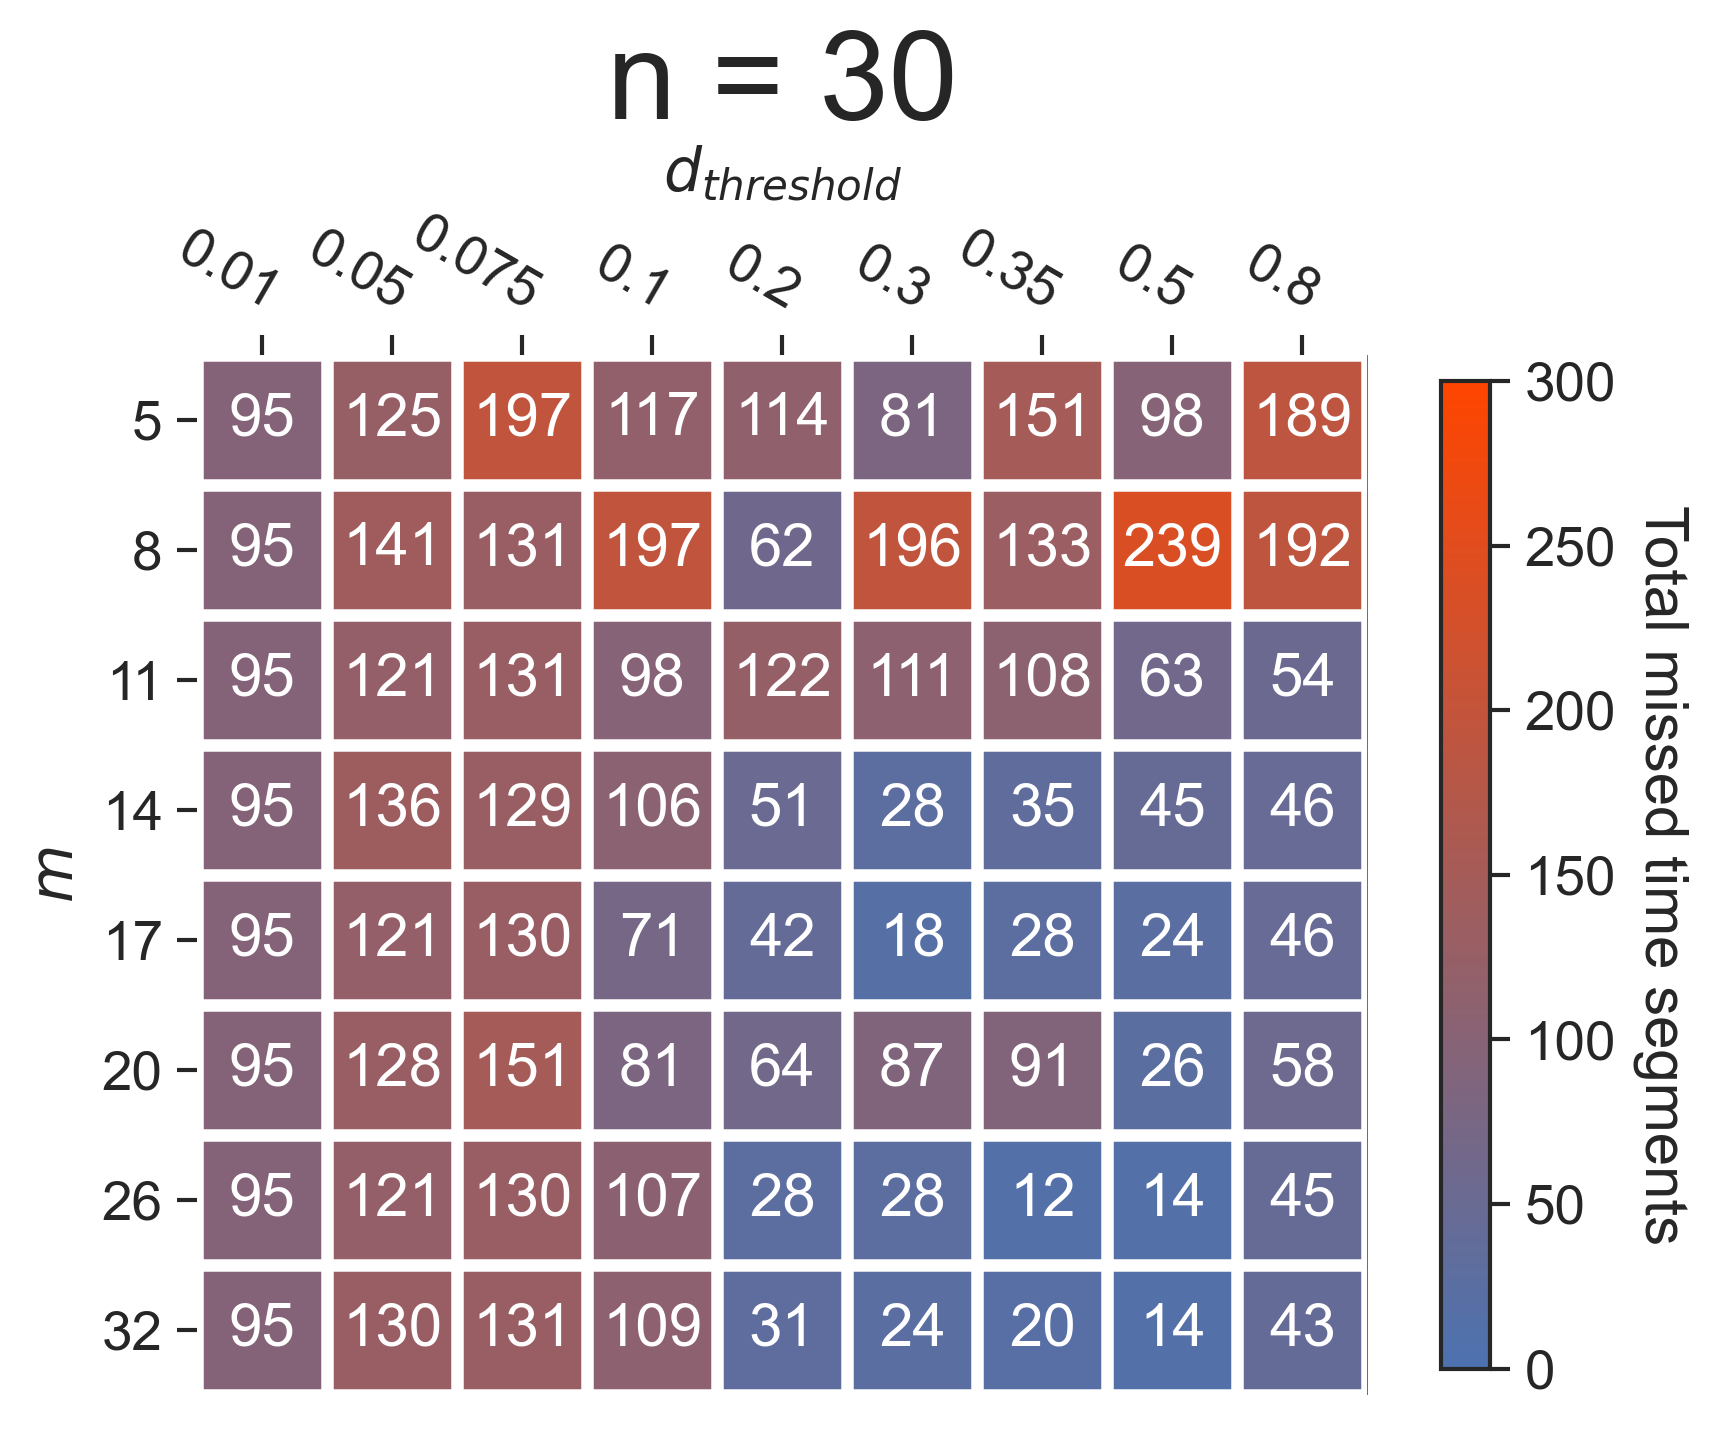 n = 30
d_threshold
0.01 0.05 0.075 0.1 0.2 0.3 0.35 0.5 0.8
5 95 125 197 117 114 81 151 98 189
8 95 141 131 197 62 196 133 239 192
11 95 121 131 98 122 111 108 63 54
14 95 136 129 106 51 28 35 45 46
17 95 121 130 71 42 18 28 24 46
20 95 128 151 81 64 87 91 26 58
26 95 121 130 107 28 28 12 14 45
32 95 130 131 109 31 24 20 14 43
m
300
250
200
150
100
50
0
Total missed time segments